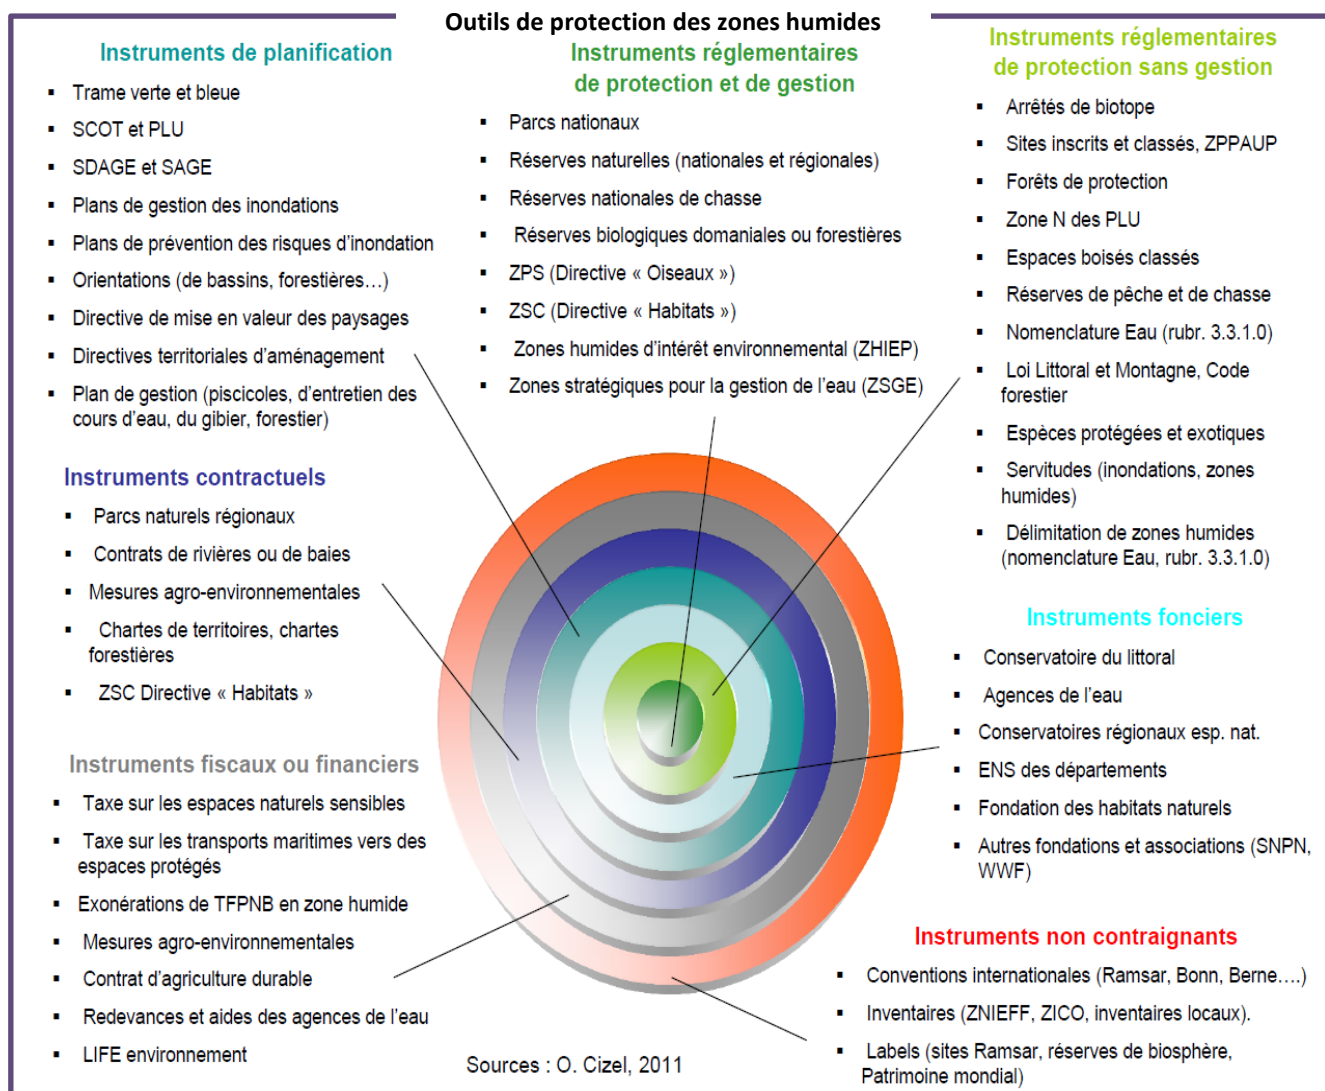 Outils de protection des zones humides
Instruments de planification
▪ Trame verte et bleue
▪ SCOT et PLU
▪ SDAGE et SAGE
▪ Plans de gestion des inondations
▪ Plans de prévention des risques d’inondation
▪ Orientations (de bassins, forestières…)
▪ Directive de mise en valeur des paysages
▪ Directives territoriales d’aménagement
▪ Plan de gestion (piscicoles, d’entretien des
cours d’eau, du gibier, forestier)
Instruments réglementaires
de protection et de gestion
▪ Parcs nationaux
▪ Réserves naturelles (nationales et régionales)
▪ Réserves nationales de chasse
▪ Réserves biologiques domaniales ou forestières
▪ ZPS (Directive « Oiseaux »)
▪ ZSC (Directive « Habitats »)
▪ Zones humides d’intérêt environnemental (ZHIEP)
▪ Zones stratégiques pour la gestion de l’eau (ZSGE)
Instruments réglementaires
de protection sans gestion
▪ Arrêtés de biotope
▪ Sites inscrits et classés, ZPPAUP
▪ Forêts de protection
▪ Zone N des PLU
▪ Espaces boisés classés
▪ Réserves de pêche et de chasse
▪ Nomenclature Eau (rubr. 3.3.1.0)
▪ Loi Littoral et Montagne, Code
forestier
▪ Espèces protégées et exotiques
▪ Servitudes (inondations, zones
humides)
▪ Délimitation de zones humides
(nomenclature Eau, rubr. 3.3.1.0)
Instruments contractuels
▪ Parcs naturels régionaux
▪ Contrats de rivières ou de baies
▪ Mesures agro-environnementales
▪ Chartes de territoires, chartes
forestières
▪ ZSC Directive « Habitats »
Instruments fonciers
▪ Conservatoire du littoral
▪ Agences de l’eau
▪ Conservatoires régionaux esp. nat.
▪ ENS des départements
▪ Fondation des habitats naturels
▪ Autres fondations et associations (SNPN,
WWF)
Instruments fiscaux ou financiers
▪ Taxe sur les espaces naturels sensibles
▪ Taxe sur les transports maritimes vers des
espaces protégés
▪ Exonérations de TFPNB en zone humide
▪ Mesures agro-environnementales
▪ Contrat d’agriculture durable
▪ Redevances et aides des agences de l’eau
▪ LIFE environnement
Instruments non contraignants
▪ Conventions internationales (Ramsar, Bonn, Berne….)
▪ Inventaires (ZNIEFF, ZICO, inventaires locaux).
▪ Labels (sites Ramsar, réserves de biosphère,
Patrimoine mondial)
Sources : O. Cizel, 2011